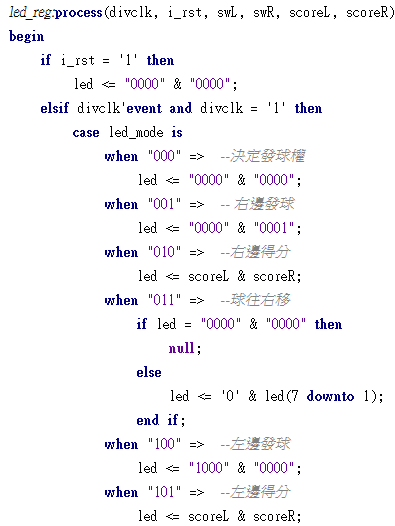 led_reg:process(divclk, i_rst, swL, swR, scoreL, scoreR)
begin
if i_rst = '1' then
led <= "0000" & "0000";
elsif divclk'event and divclk = '1' then
case led_mode is
when "000" => --決定發球權
led <= "0000" & "0000";
when "001" => --右邊發球
led <= "0000" & "0001";
when "010" => --右邊得分
led <= scoreL & scoreR;
when "011" => --球往右移
if led = "0000" & "0000" then
null;
else
led <= '0' & led(7 downto 1);
end if;
when "100" => --左邊發球
led <= "1000" & "0000";
when "101" => --左邊得分
led <= scoreL & scoreR;